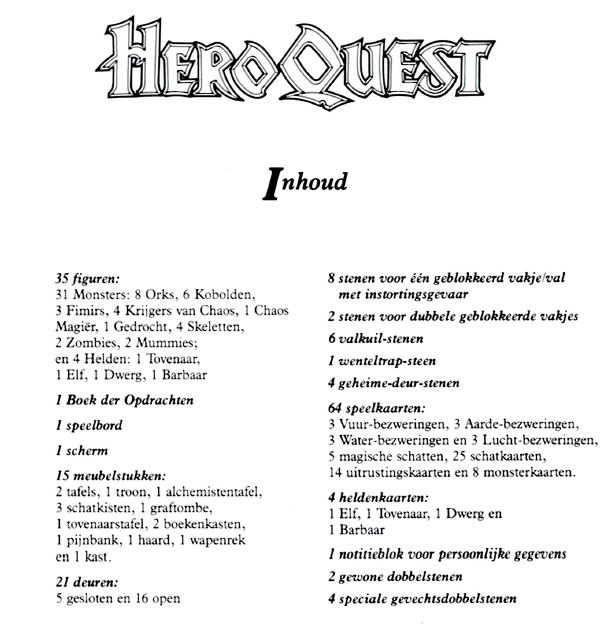 HEROQUEST
Inhoud
35 figuren:
31 Monsters: 8 Orks, 6 Kobolden,
3 Fimirs, 4 Krijgers van Chaos, 1 Chaos
Magiër, 1 Gedrocht, 4 Skeletten,
2 Zombies, 2 Mummies;
en 4 Helden: 1 Tovenaar,
1 Elf, 1 Dwerg, 1 Barbaar
1 Boek der Opdrachten
1 speelbord
1 scherm
15 meubelstukken:
2 tafels, 1 troon, 1 alchemistentafel,
3 schatkisten, 1 graftombe,
1 tovenaarstafel, 2 boekenkasten,
1 pijnbank, 1 haard, 1 wapenrek
en 1 kast.
21 deuren:
5 gesloten en 16 open
8 stenen voor één geblokkeerd vakje/val
met instortingsgevaar
2 stenen voor dubbele geblokkeerde vakjes
6 valkuil-stenen
1 wenteltrap-steen
4 geheime-deur-stenen
64 speelkaarten:
3 Vuur-bezweringen, 3 Aarde-bezweringen,
3 Water-bezweringen en 3 Lucht-bezweringen,
5 magische schatten, 25 schatkaarten,
14 uitrustingskaarten en 8 monsterkaarten.
4 heldenkaarten:
1 Elf, 1 Tovenaar, 1 Dwerg en
1 Barbaar
1 notitieblok voor persoonlijke gegevens
2 gewone dobbelstenen
4 speciale gevechtsdobbelstenen